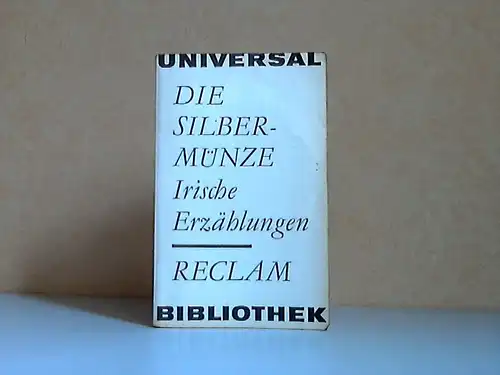 UNIVERSAL
DIE
SILBER-
MÜNZE
Irische
Erzählungen
RECLAM
BIBLIOTHEK